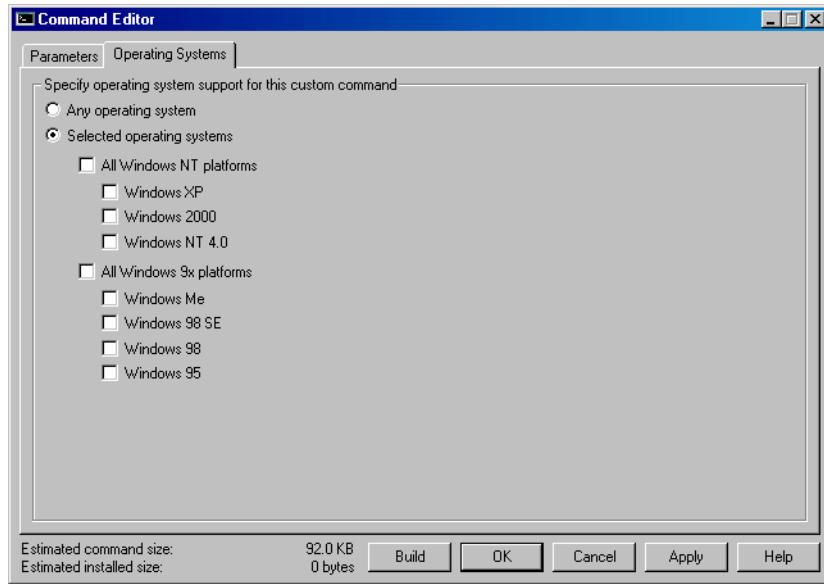 Command Editor
Parameters
Operating Systems
Specify operating system support for this custom command
Any operating system
Selected operating systems
All Windows NT platforms
Windows XP
Windows 2000
Windows NT 4.0
All Windows 9x platforms
Windows Me
Windows 98 SE
Windows 98
Windows 95
Estimated command size: 92.0 KB
Estimated installed size: 0 bytes
Build
OK
Cancel
Apply
Help